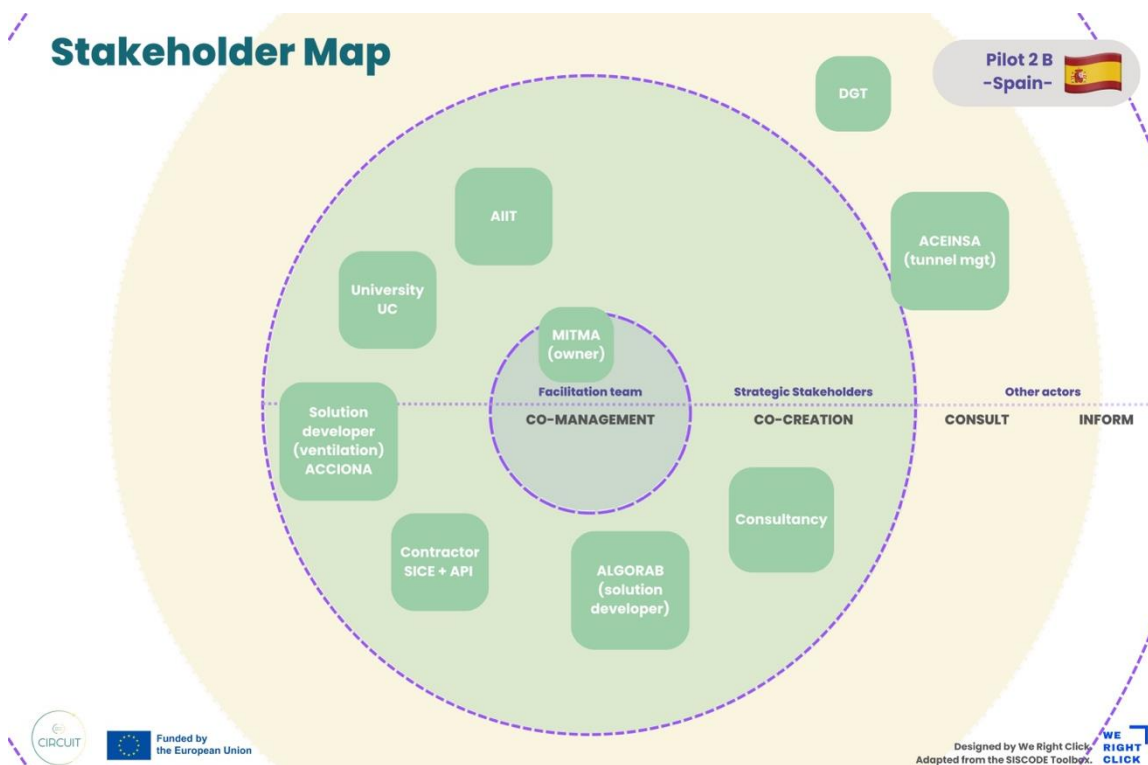 Stakeholder Map
Pilot 2 B
-Spain-
DGT
AIIT
ACEINSA
(tunnel mgt)
University
UC
MITMA
(owner)
Facilitation team
Strategic Stakeholders
Other actors
CO-MANAGEMENT
CO-CREATION
CONSULT
INFORM
Solution
developer
(ventilation)
ACCIONA
Consultancy
Contractor
SICE + API
ALGORAB
(solution
developer)
CIRCUIT
Funded by
the European Union
Designed by We Right Click.
Adapted from the SISCODE Toolbox.
WE
RIGHT
CLICK